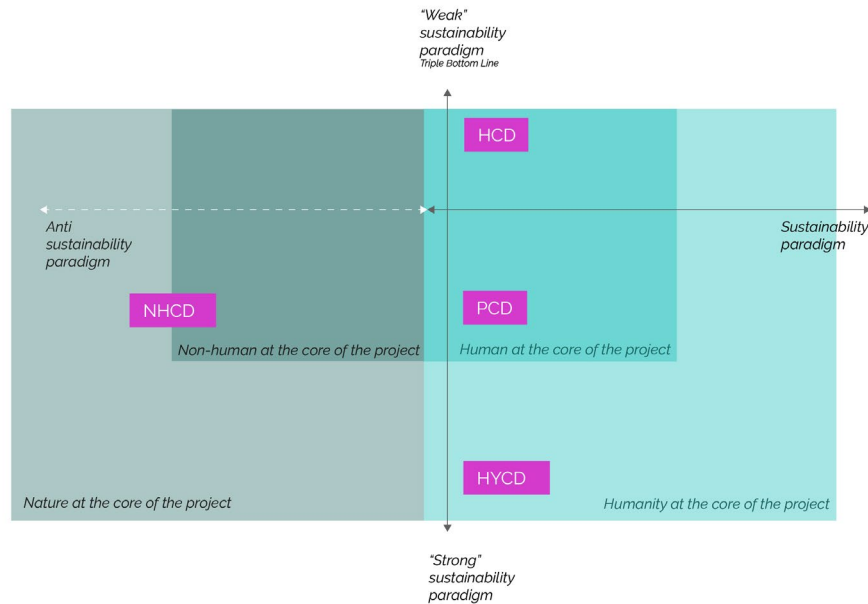 “Weak”
sustainability
paradigm
Triple Bottom Line
HCD
Anti
sustainability
paradigm
Sustainability
paradigm
NHCD
PCD
Non-human at the core of the project
Human at the core of the project
HYCD
Nature at the core of the project
Humanity at the core of the project
“Strong”
sustainability
paradigm